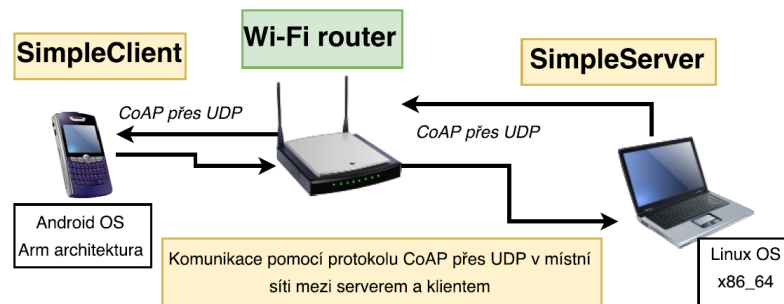 SimpleClient
Wi-Fi router
SimpleServer
CoAP přes UDP
CoAP přes UDP
Android OS
Arm architektura
Komunikace pomocí protokolu CoAP přes UDP v místní
síti mezi serverem a klientem
Linux OS
x86_64